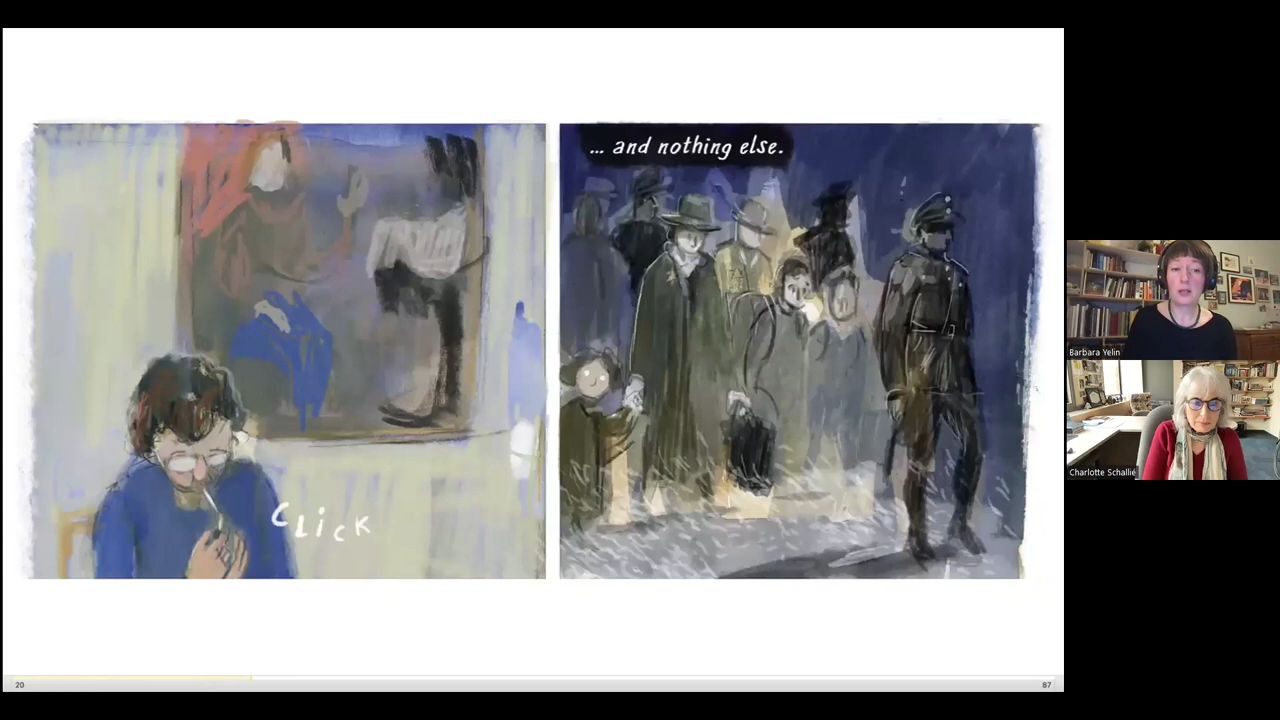 ... and nothing else.
CLiCK
Barbara Yelin
Charlotte Schallié
20
87